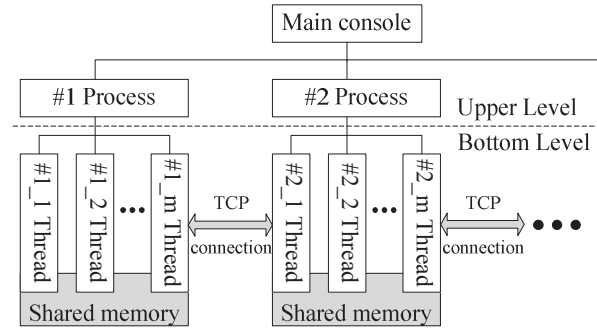 Main console
#1 Process
#2 Process
Upper Level
Bottom Level
#1_1 Thread
#1_2 Thread
•••
#1_m Thread
TCP
connection
#2_1 Thread
#2_2 Thread
•••
#2_m Thread
TCP
connection
•••
Shared memory
Shared memory